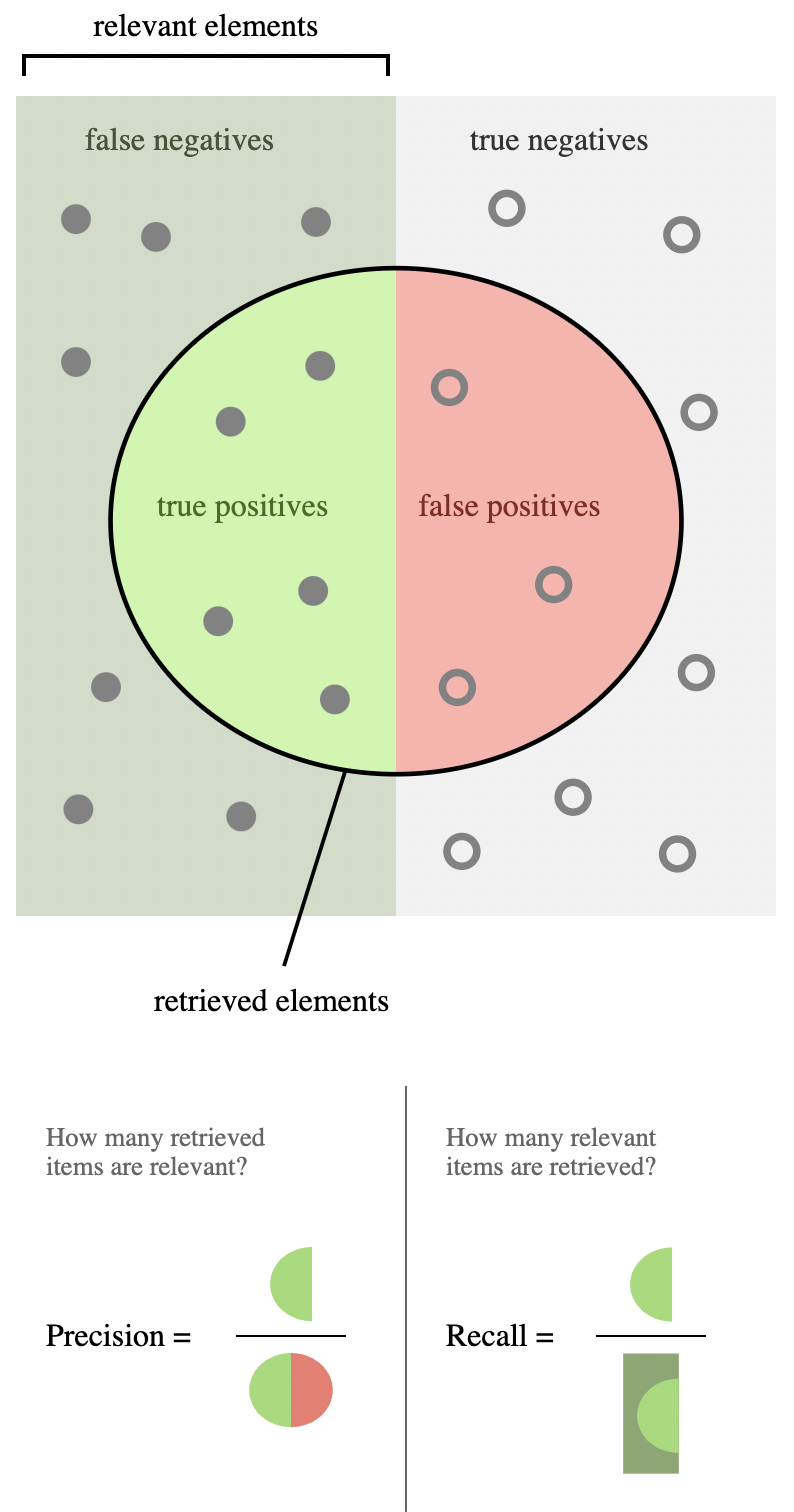 relevant elements
false negatives
true negatives
true positives
false positives
retrieved elements
How many retrieved
items are relevant?
How many relevant
items are retrieved?
Precision =
Recall =